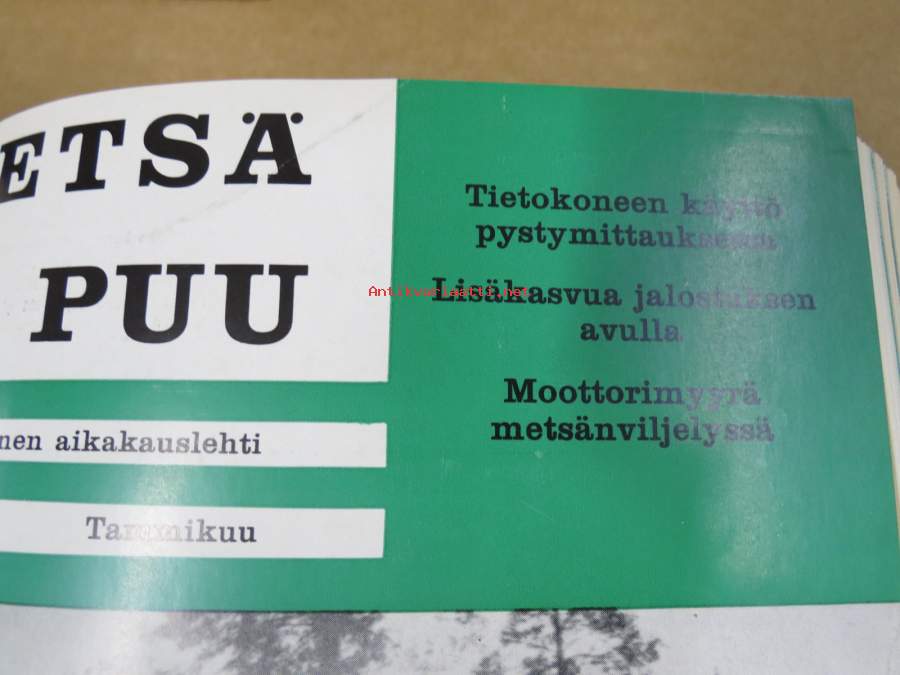 ETSÄ
PUU
nen aikakauslehti
Tammikuu
Tietokoneen käyttö
pystymittauksessa
Lisäkasvua jalostuksen
avulla
Moottorimyyrä
metsänviljelyssä
Antikvariaatti.net